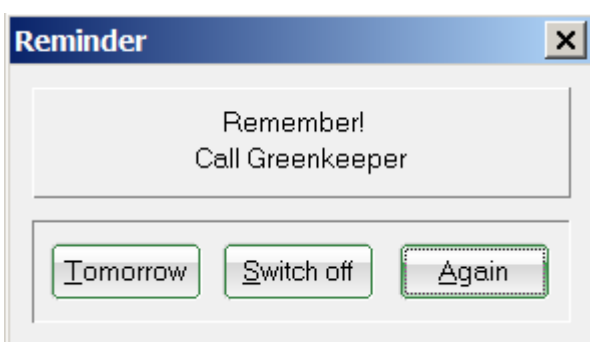 Reminder
Remember!
Call Greenkeeper
Tomorrow Switch off Again